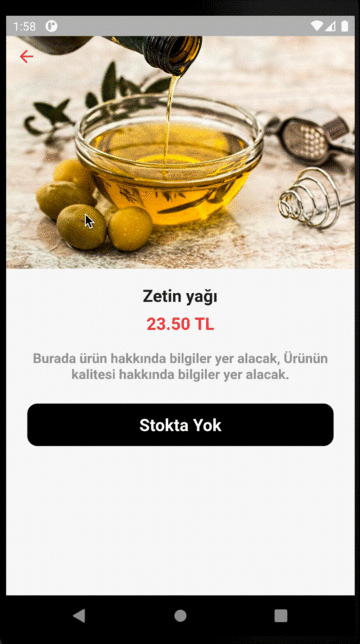 1:58
Zetin yağı
23.50 TL
Burada ürün hakkında bilgiler yer alacak, Ürünün
kalitesi hakkında bilgiler yer alacak.
Stokta Yok